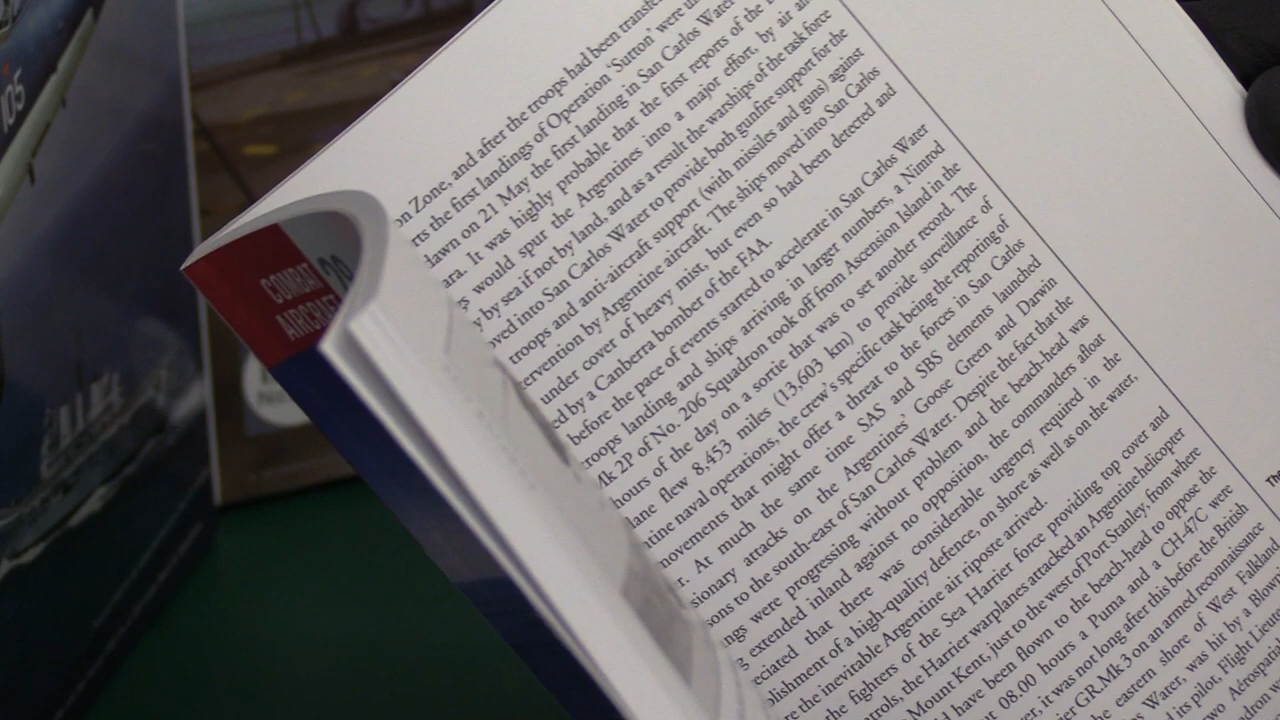 105
COMBAT
AIRCRAFT
on Zone, and after the troops had been
the first landings of Operation 'Sutton' were
dawn on 21 May the first landing in San Carlos Water
ara. It was highly probable that the first reports of the
would spur the Argentines into a major effort, by air
by sea if not by land, and as a result the warships of the task force
ved into San Carlos Water to provide both gunfire support for the
troops and anti-aircraft support (with missiles and guns) against
ervention by Argentine aircraft. The ships moved into San Carlos
under cover of heavy mist, but even so had been detected and
ed by a Canberra bomber of the FAA.
before the pace of events started to accelerate in San Carlos Water
roops landing and ships arriving in larger numbers, a Nimrod
Mk 2P of No. 206 Squadron took off from Ascension Island in the
hours of the day on a sortie that was to set another record. The
lane flew 8,453 miles (13,603 km) to provide surveillance of
ntine naval operations, the crew's specific task being the reporting of
movements that might offer a threat to the forces in San Carlos
r. At much the same time SAS and SBS elements launched
sionary attacks on the Argentines' Goose Green and Darwin
ons to the south-east of San Carlos Water. Despite the fact that the
ngs were progressing without problem and the beach-head was
g extended inland against no opposition, the commanders afloat
eciated that there was considerable urgency required in the
blishment of a high-quality defence, on shore as well as on the water,
re the inevitable Argentine air riposte arrived.
the fighters of the Sea Harrier force providing top cover and
ntrols, the Harrier warplanes attacked an Argentine helicopter
Mount Kent, just to the west of Port Stanley, from where
d have been flown to the beach-head to oppose the
08.00 hours a Puma and a CH-47C were
er, it was not long after this before the British
ier GR.Mk 3 on an armed reconnaissance
eastern shore of West Falkland
Water, was hit by a
its pilot, Flight
two
The